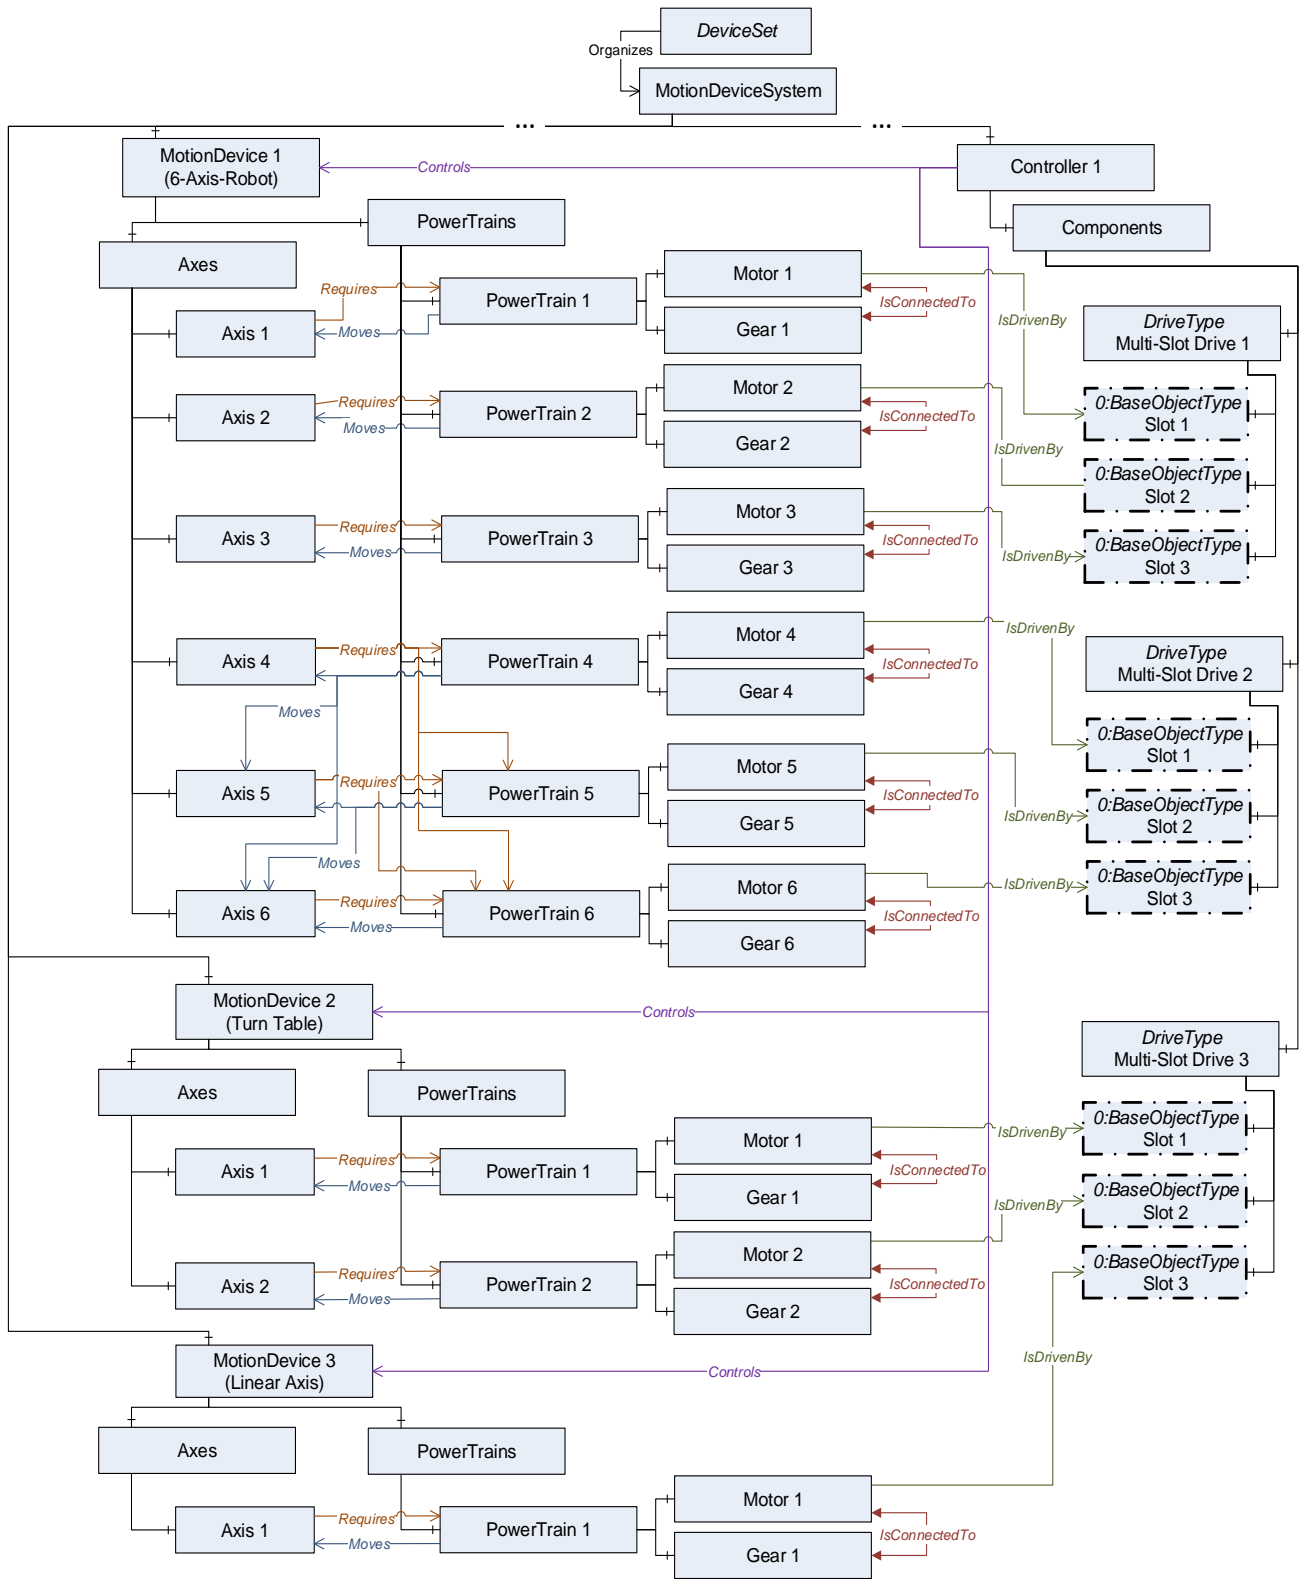 DeviceSet
Organizes
MotionDeviceSystem
...
...
MotionDevice 1
(6-Axis-Robot)
Controls
Controller 1
PowerTrains
Components
Axes
Motor 1
Requires
PowerTrain 1
IsConnectedTo
IsDrivenBy
DriveType
Multi-Slot Drive 1
Axis 1
Moves
Gear 1
Motor 2
Axis 2
Requires
Moves
PowerTrain 2
IsConnectedTo
0:BaseObjectType
Slot 1
Gear 2
IsDrivenBy
0:BaseObjectType
Slot 2
Motor 3
Axis 3
Requires
Moves
PowerTrain 3
IsConnectedTo
IsDrivenBy
0:BaseObjectType
Slot 3
Gear 3
Motor 4
IsDrivenBy
Axis 4
Requires
PowerTrain 4
IsConnectedTo
DriveType
Multi-Slot Drive 2
Gear 4
Moves
0:BaseObjectType
Slot 1
Motor 5
Axis 5
Requires
PowerTrain 5
IsConnectedTo
IsDrivenBy
0:BaseObjectType
Slot 2
Gear 5
Moves
Motor 6
IsDrivenBy
0:BaseObjectType
Slot 3
Axis 6
Requires
Moves
PowerTrain 6
IsConnectedTo
Gear 6
MotionDevice 2
(Turn Table)
Controls
DriveType
Multi-Slot Drive 3
Axes
PowerTrains
Motor 1
IsDrivenBy
0:BaseObjectType
Slot 1
Axis 1
Requires
Moves
PowerTrain 1
IsConnectedTo
Gear 1
IsDrivenBy
0:BaseObjectType
Slot 2
Motor 2
Axis 2
Requires
Moves
PowerTrain 2
IsConnectedTo
0:BaseObjectType
Slot 3
Gear 2
MotionDevice 3
(Linear Axis)
Controls
IsDrivenBy
Axes
PowerTrains
Motor 1
Axis 1
Requires
Moves
PowerTrain 1
IsConnectedTo
Gear 1